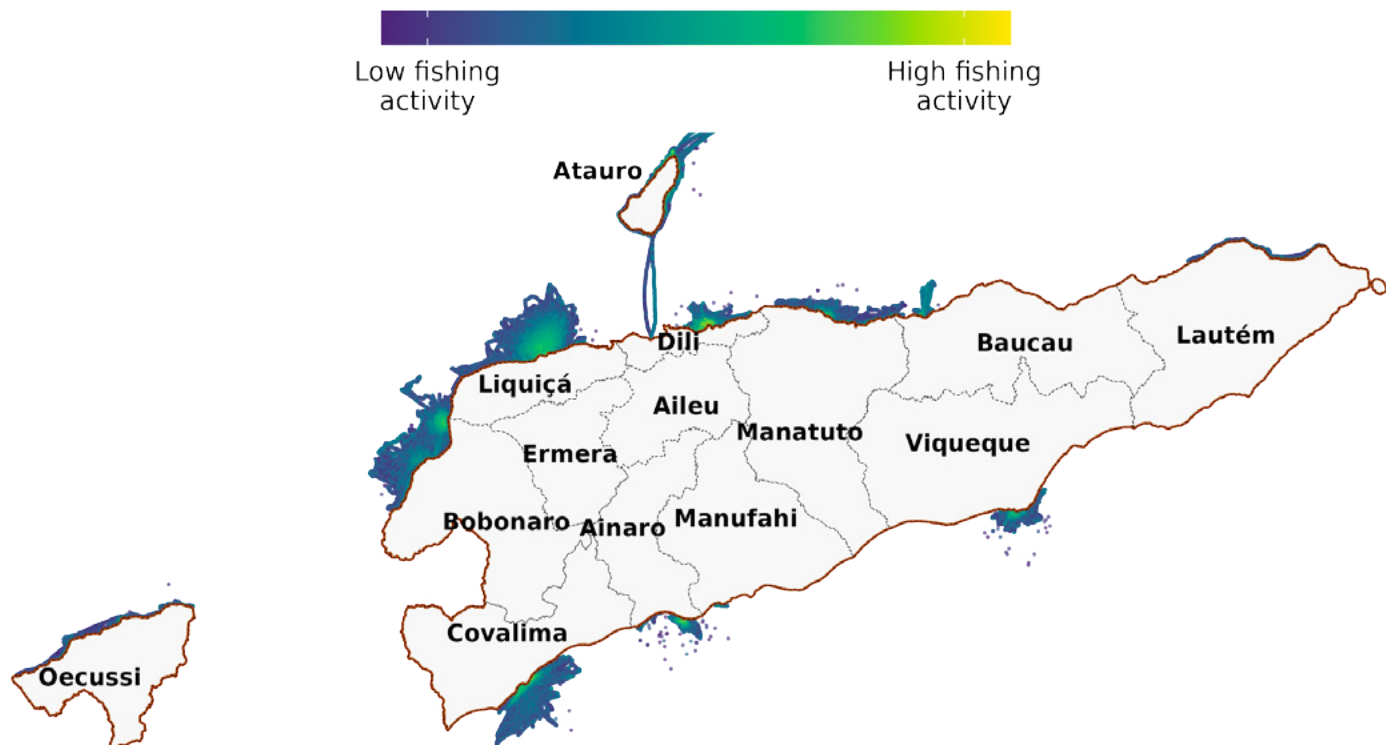 Low fishing
activity
High fishing
activity
Atauro
Dili
Baucau
Lautém
Liquiçá
Aileu
Manatuto
Viqueque
Ermera
Bobonaro
Ainaro
Manufahi
Covalima
Oecussi